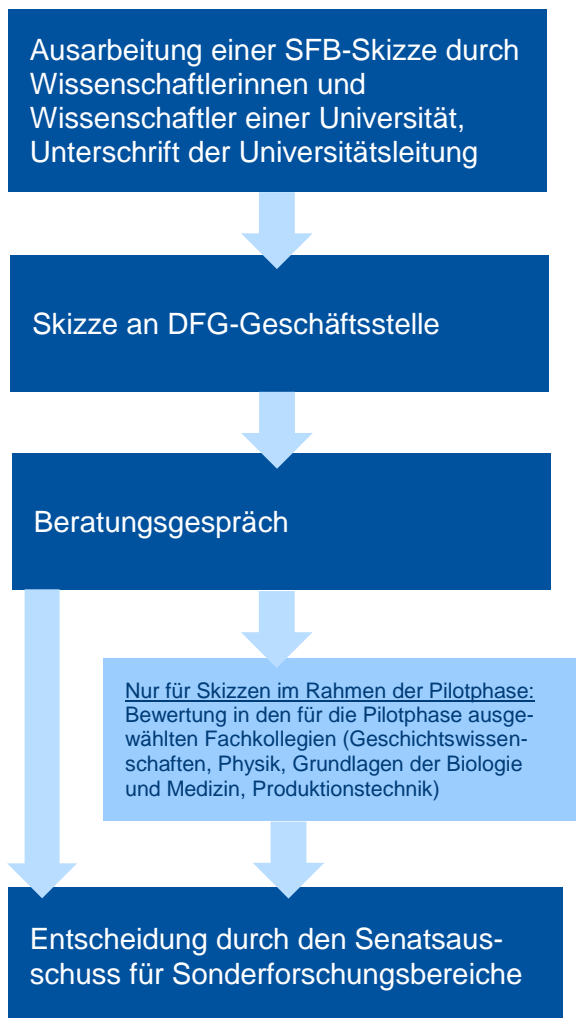 Ausarbeitung einer SFB-Skizze durch
Wissenschaftlerinnen und
Wissenschaftler einer Universität,
Unterschrift der Universitätsleitung
Skizze an DFG-Geschäftsstelle
Beratungsgespräch
Nur für Skizzen im Rahmen der Pilotphase:
Bewertung in den für die Pilotphase ausge-
wählten Fachkollegien (Geschichtswissen-
schaften, Physik, Grundlagen der Biologie
und Medizin, Produktionstechnik)
Entscheidung durch den Senatsaus-
schuss für Sonderforschungsbereiche